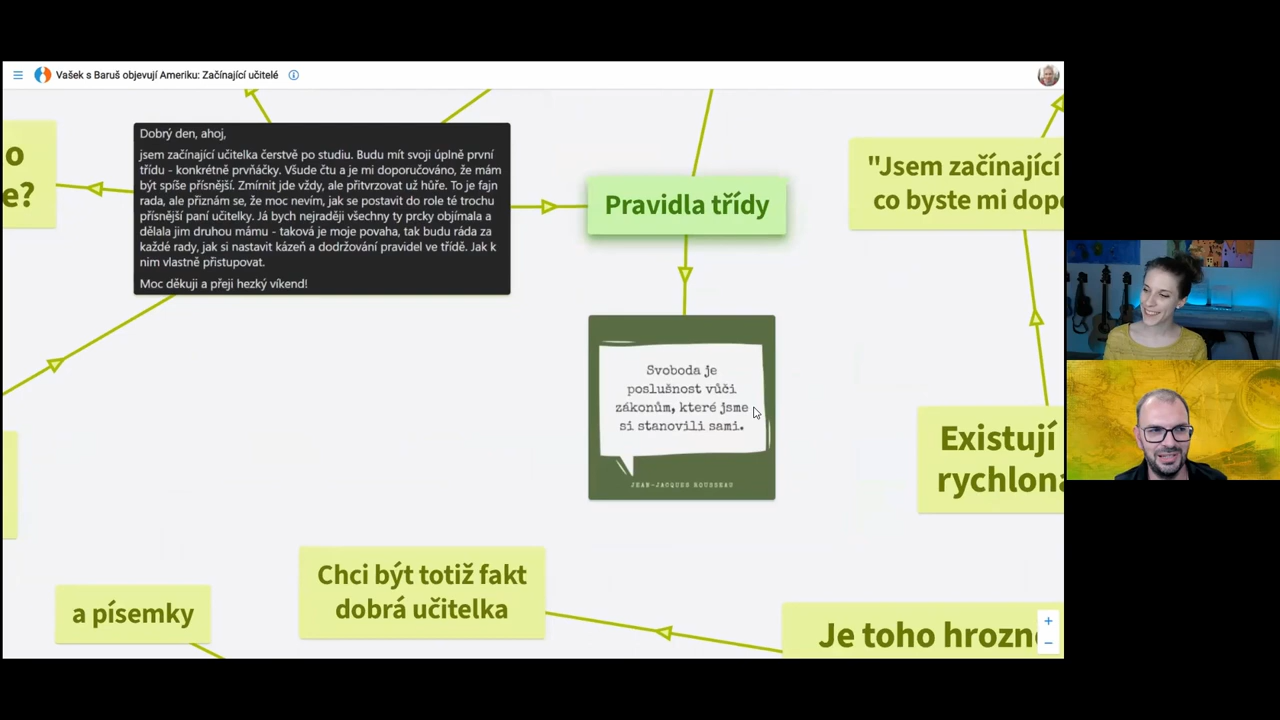 Vašek s Baruš objevují Ameriku: Začínající učitelé
Dobrý den, ahoj,
jsem začínající učitelka čerstvě po studiu. Budu mít svoji úplně první
třídu - konkrétně prvňáčky. Všude čtu a je mi doporučováno, že mám
být spíše přísnější. Zmírnit jde vždy, ale přitvrzovat už hůře. To je fajn
rada, ale přiznám se, že moc nevím, jak se postavit do role té trochu
přísnější paní učitelky. Já bych nejraději všechny ty prcky objímala a
dělala jim druhou mámu - taková je moje povaha, tak budu ráda za
každé rady, jak si nastavit kázeň a dodržování pravidel ve třídě. Jak k
nim vlastně přistupovat.
Moc děkuji a přeji hezký víkend!
o
e?
Pravidla třídy
"Jsem začínající
co byste mi dopo
Svoboda je
poslušnost vůči
zákonům, které jsme
si stanovili sami.
JEAN-JACQUES ROUSSEAU
Existují
rychlona
Chci být totiž fakt
dobrá učitelka
a písemky
Je toho hrozně